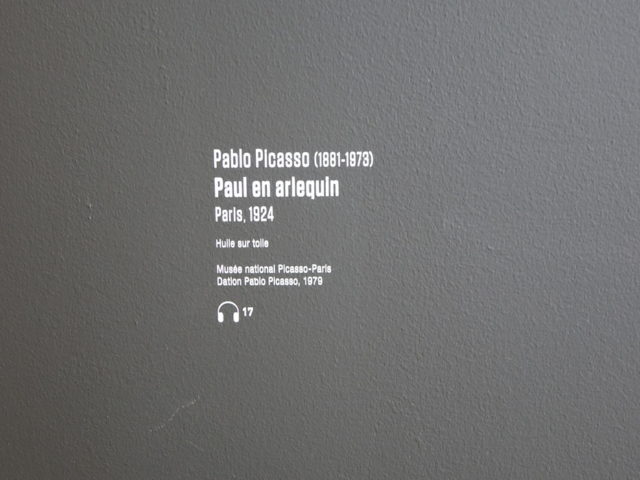 Pablo Picasso (1881-1973)
Paul en arlequin
Paris, 1924
Huile sur toile
Musée national Picasso-Paris
Dation Pablo Picasso, 1979
17